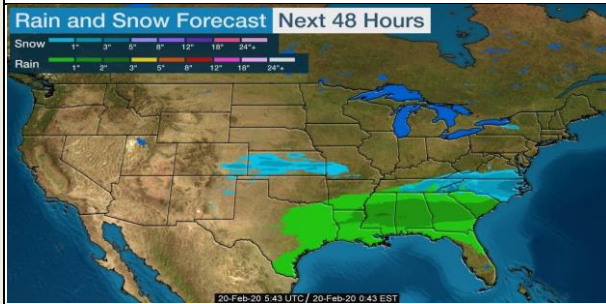 Rain and Snow Forecast Next 48 Hours
Snow
1" 3" 5" 8" 12" 18" 24"+
Rain
1" 2" 3" 5" 8" 12" 18" 24"+
20-Feb-20 5:43 UTC / 20-Feb-20 0:43 EST